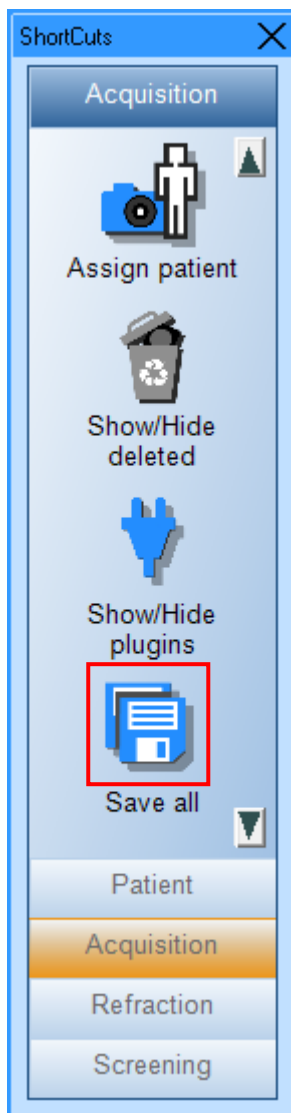 ShortCuts
Acquisition
Assign patient
Show/Hide
deleted
Show/Hide
plugins
Save all
Patient
Acquisition
Refraction
Screening